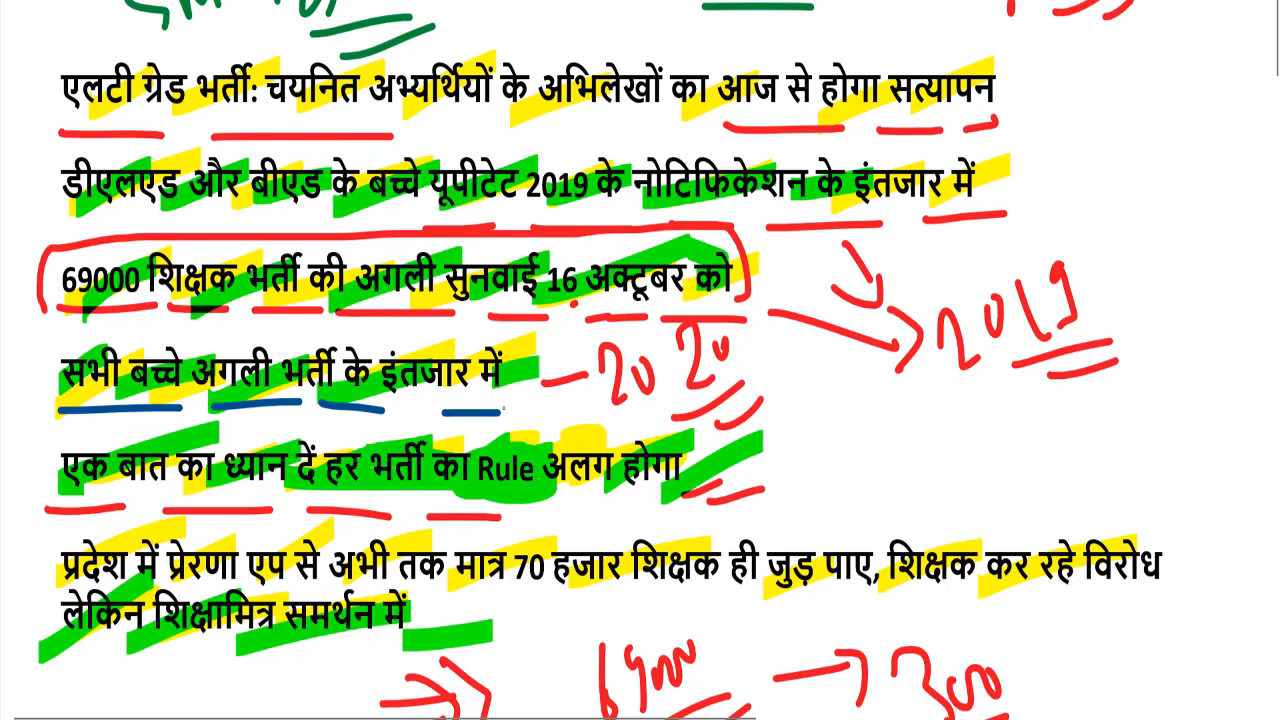 एलटी ग्रेड भर्ती: चयनित अभ्यर्थियों के अभिलेखों का आज से होगा सत्यापन
डीएलएड और बीएड के बच्चे यूपीटेट 2019 के नोटिफिकेशन के इंतजार में
69000 शिक्षक भर्ती की अगली सुनवाई 16 अक्टूबर को
2019
सभी बच्चे अगली भर्ती के इंतजार में
2020
एक बात का ध्यान दें हर भर्ती का Rule अलग होगा
प्रदेश में प्रेरणा एप से अभी तक मात्र 70 हजार शिक्षक ही जुड़ पाए, शिक्षक कर रहे विरोध
लेकिन शिक्षामित्र समर्थन में
69000